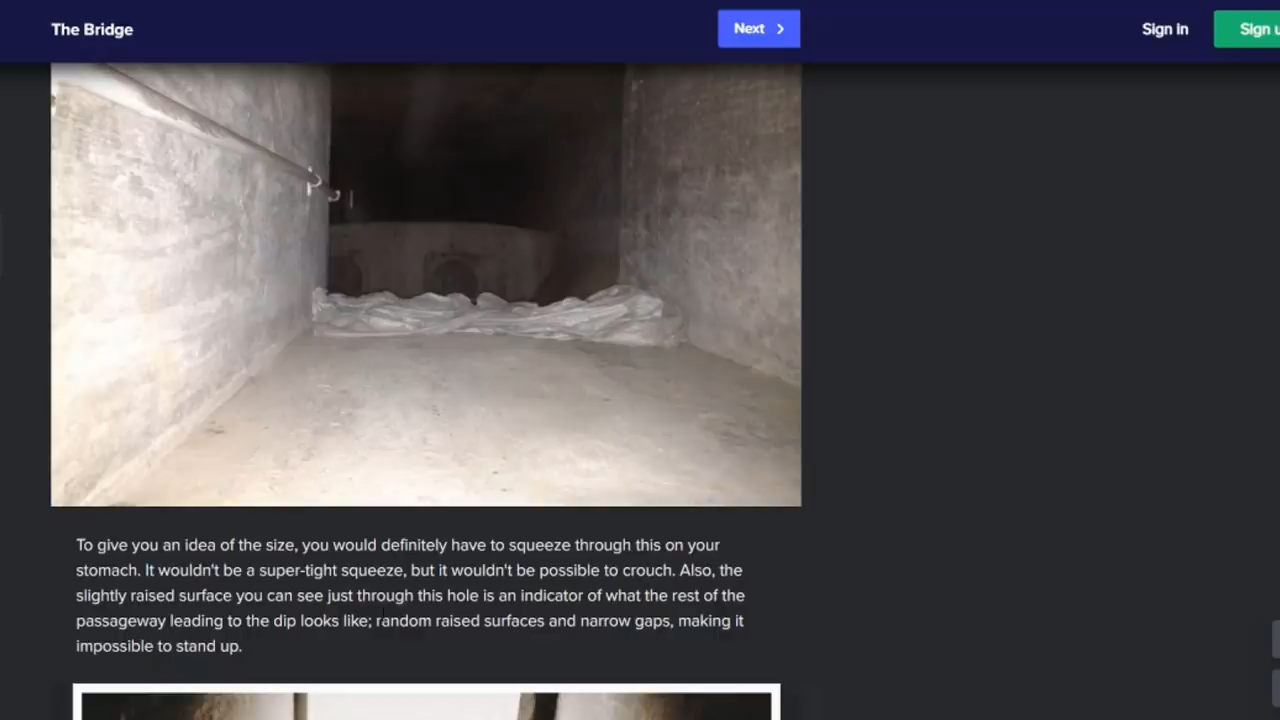 The Bridge
Next
Sign In
Sign
To give you an idea of the size, you would definitely have to squeeze through this on your
stomach. It wouldn't be a super-tight squeeze, but it wouldn't be possible to crouch. Also, the
slightly raised surface you can see just through this hole is an indicator of what the rest of the
passageway leading to the dip looks like; random raised surfaces and narrow gaps, making it
impossible to stand up.